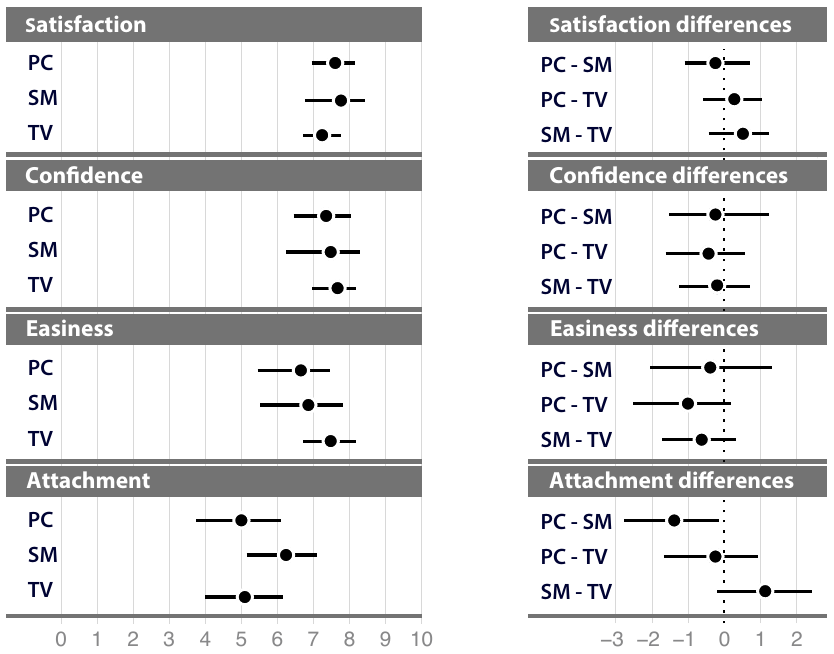 Satisfaction
PC
SM
TV
Confidence
PC
SM
TV
Easiness
PC
SM
TV
Attachment
PC
SM
TV
0 1 2 3 4 5 6 7 8 9 10
Satisfaction differences
PC - SM
PC - TV
SM - TV
Confidence differences
PC - SM
PC - TV
SM - TV
Easiness differences
PC - SM
PC - TV
SM - TV
Attachment differences
PC - SM
PC - TV
SM - TV
−3 −2 −1 0 1 2